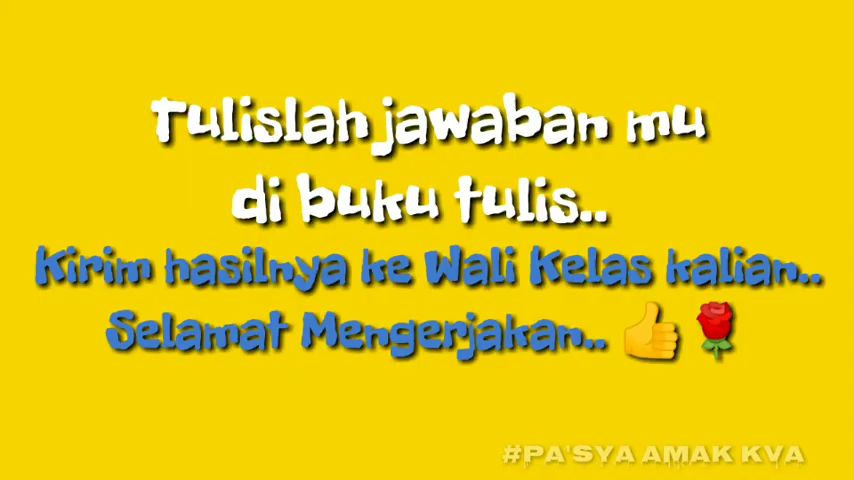 Tulislah jawaban mu
di buku tulis..
Kirim hasilnya ke Wali Kelas kalian..
Selamat Mengerjakan.. 👍🌹
#PA'SYA AMAK KVA